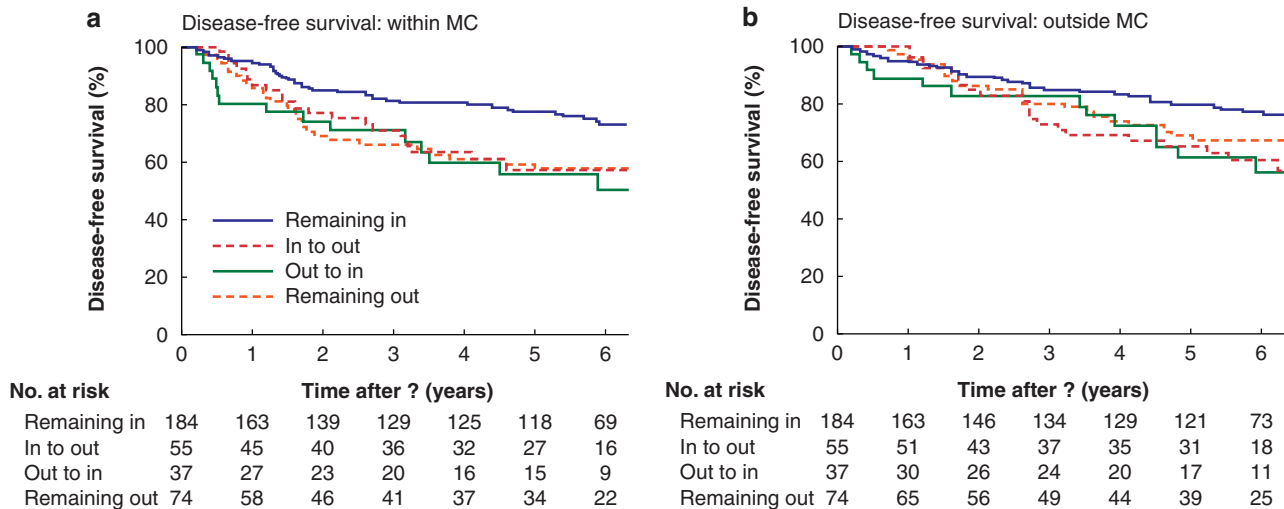 a
Disease-free survival: within MC
Disease-free survival (%)
100
80
60
40
20
0
Remaining in
In to out
Out to in
Remaining out
0 1 2 3 4 5 6
No. at risk
Time after ? (years)
Remaining in 184 163 139 129 125 118 69
In to out 55 45 40 36 32 27 16
Out to in 37 27 23 20 16 15 9
Remaining out 74 58 46 41 37 34 22
b
Disease-free survival: outside MC
Disease-free survival (%)
100
80
60
40
20
0
0 1 2 3 4 5 6
No. at risk
Time after ? (years)
Remaining in 184 163 146 134 129 121 73
In to out 55 51 43 37 35 31 18
Out to in 37 30 26 24 20 17 11
Remaining out 74 65 56 49 44 39 25